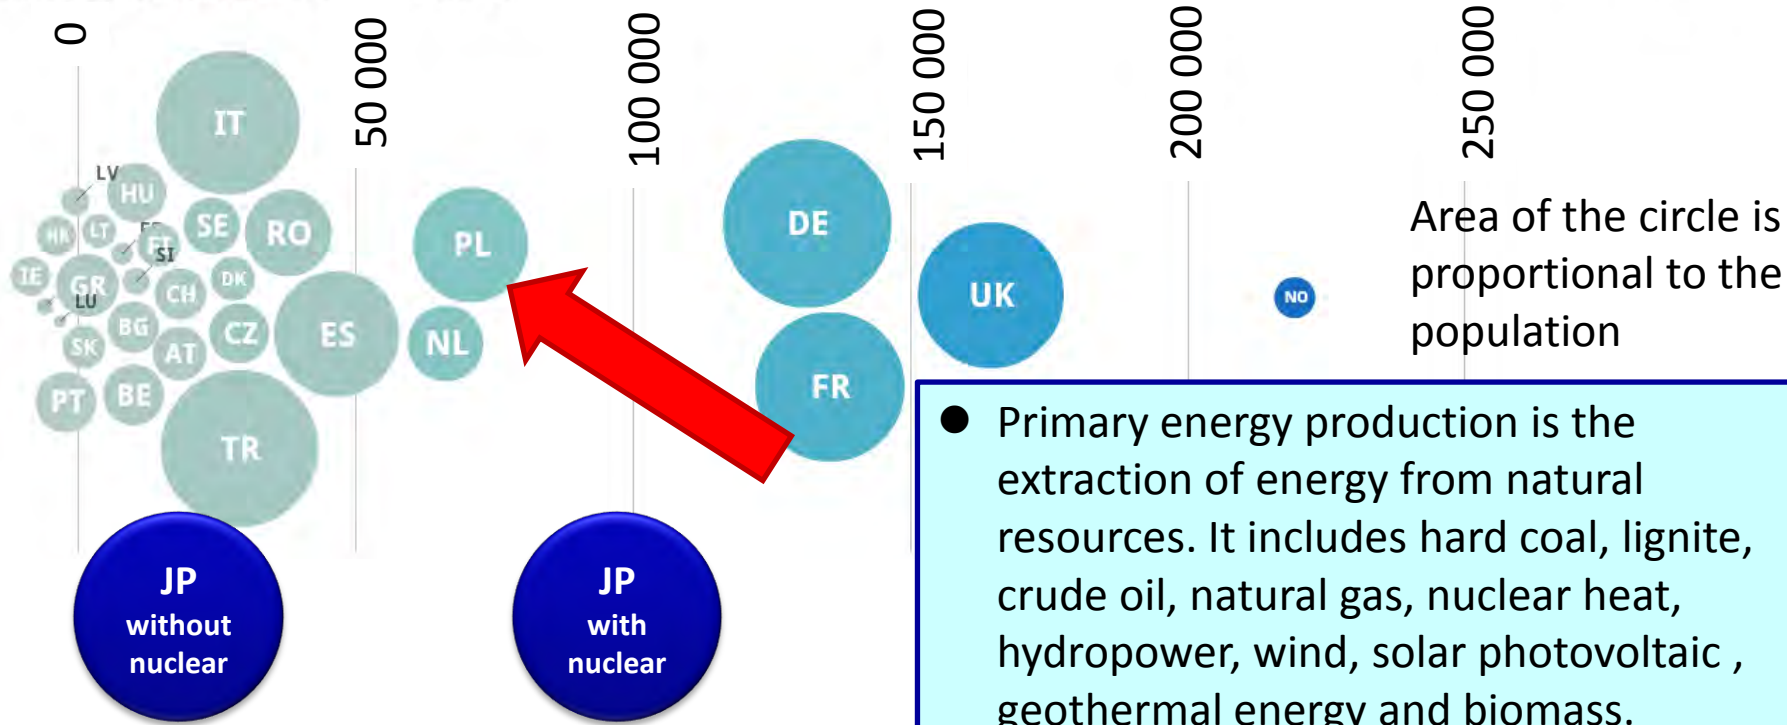 0
50 000
100 000
150 000
200 000
250 000
IT
LV
HU
HR
LT
SE
RO
PL
DE
SI
IE
GR
LU
CH
DK
UK
NO
BG
CZ
ES
NL
SK
AT
FR
PT
BE
TR
Area of the circle is
proportional to the
population
JP
without
nuclear
JP
with
nuclear
● Primary energy production is the
extraction of energy from natural
resources. It includes hard coal, lignite,
crude oil, natural gas, nuclear heat,
hydropower, wind, solar photovoltaic ,
geothermal energy and biomass.